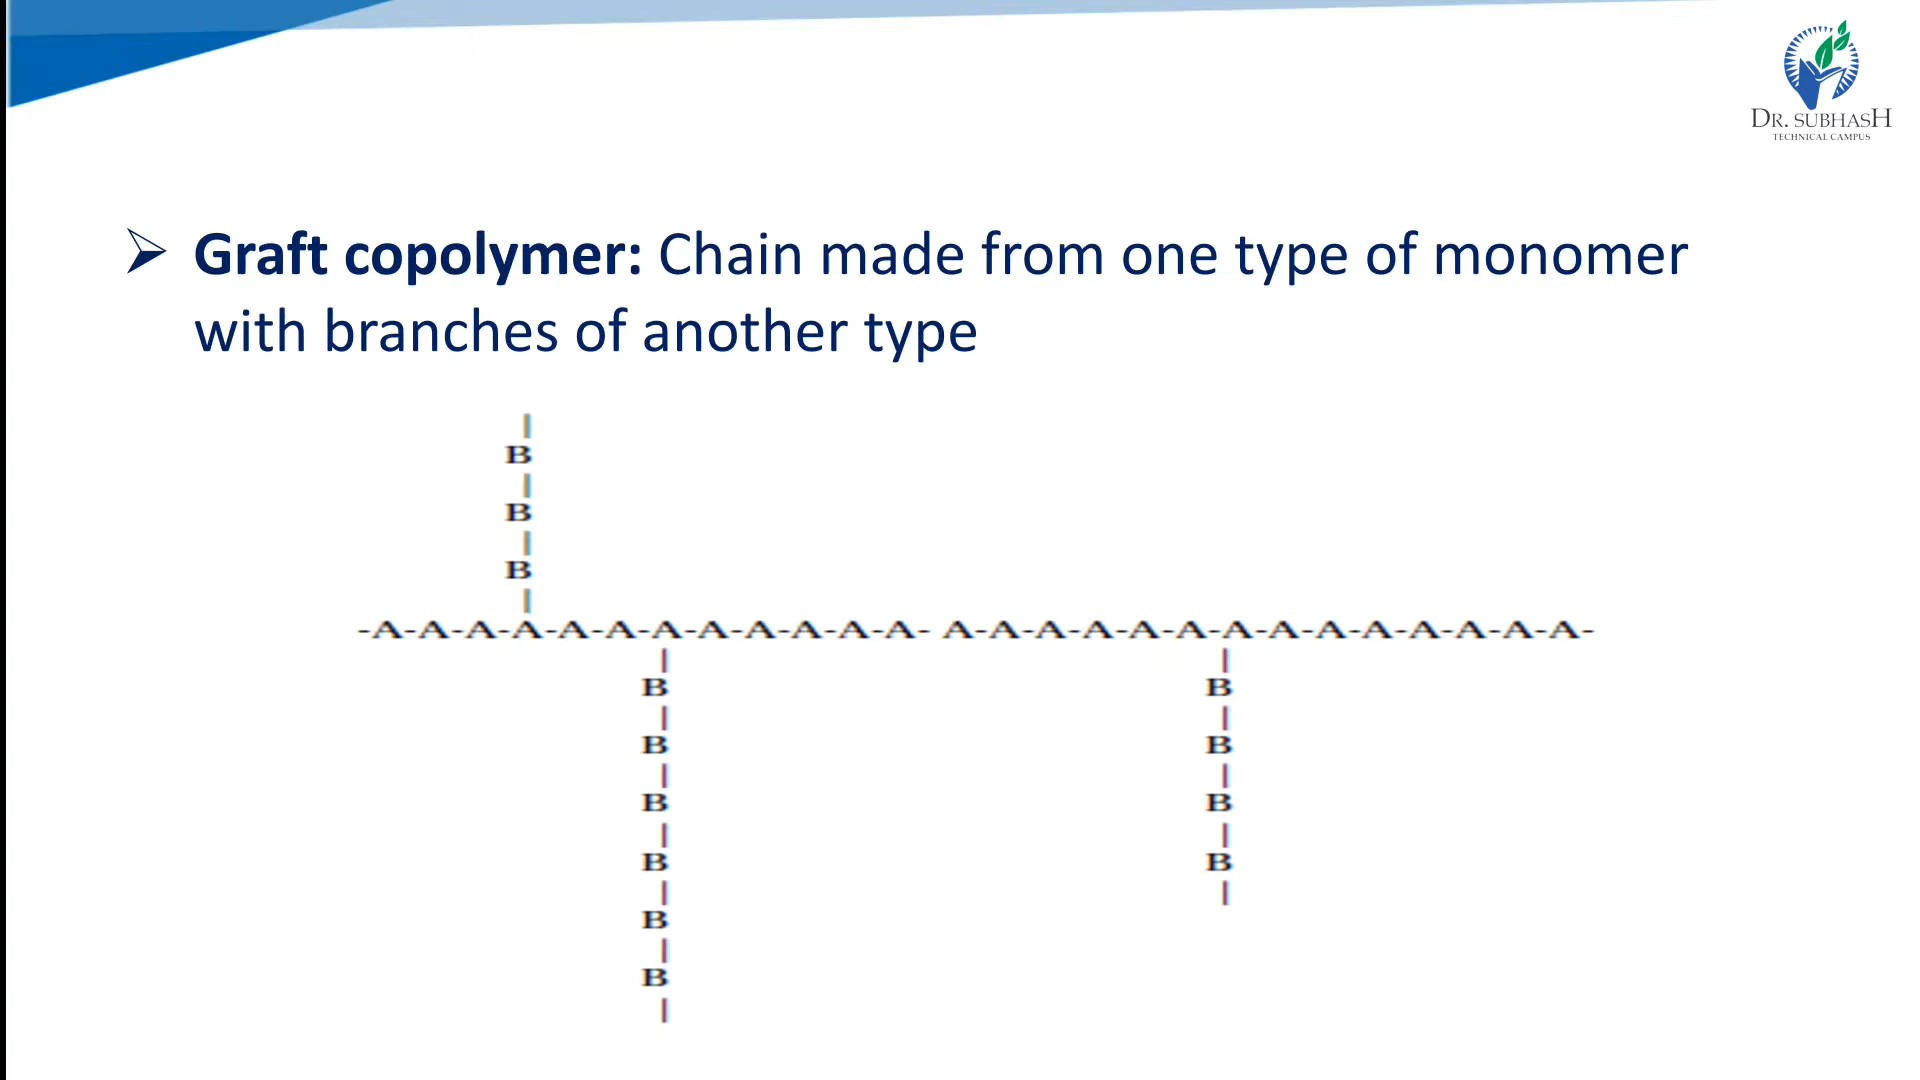 DR. SUBHASH
TECHNICAL CAMPUS
➢ Graft copolymer: Chain made from one type of monomer
with branches of another type
|
B
|
B
|
B
|
-A-A-A-A-A-A-A-A-A-A-A-A- A-A-A-A-A-A-A-A-A-A-A-A-A-A-
| |
B B
| |
B B
| |
B B
| |
B B
| |
B
|
B
|